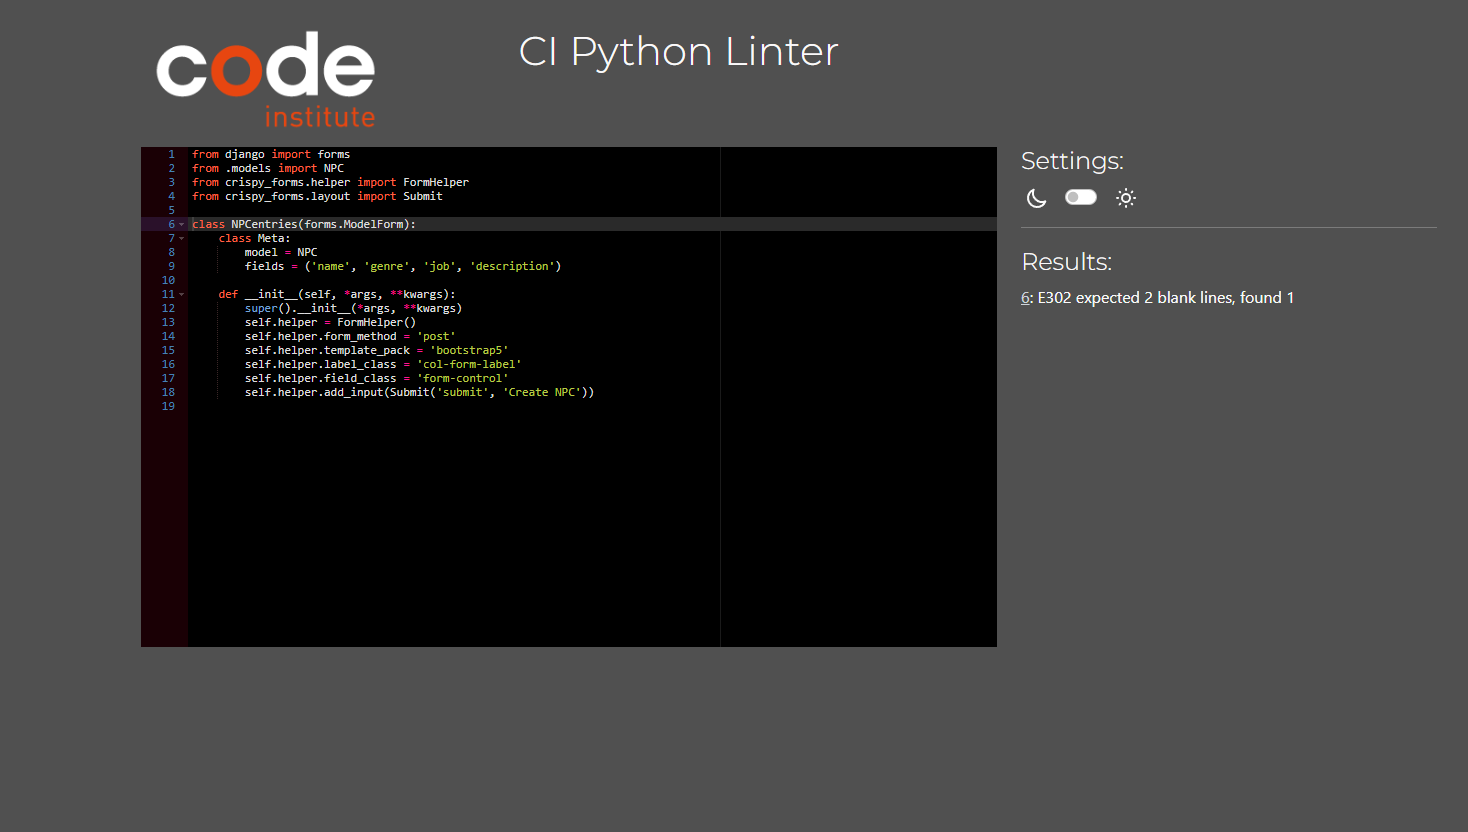 code
institute
CI Python Linter
1 from django import forms
2 from .models import NPC
3 from crispy_forms.helper import FormHelper
4 from crispy_forms.layout import Submit
5
6 class NPCentries(forms.ModelForm):
7     class Meta:
8         model = NPC
9         fields = ('name', 'genre', 'job', 'description')
10
11     def __init__(self, *args, **kwargs):
12         super().__init__(*args, **kwargs)
13         self.helper = FormHelper()
14         self.helper.form_method = 'post'
15         self.helper.template_pack = 'bootstrap5'
16         self.helper.label_class = 'col-form-label'
17         self.helper.field_class = 'form-control'
18         self.helper.add_input(Submit('submit', 'Create NPC'))
19
Settings:
Results:
6: E302 expected 2 blank lines, found 1